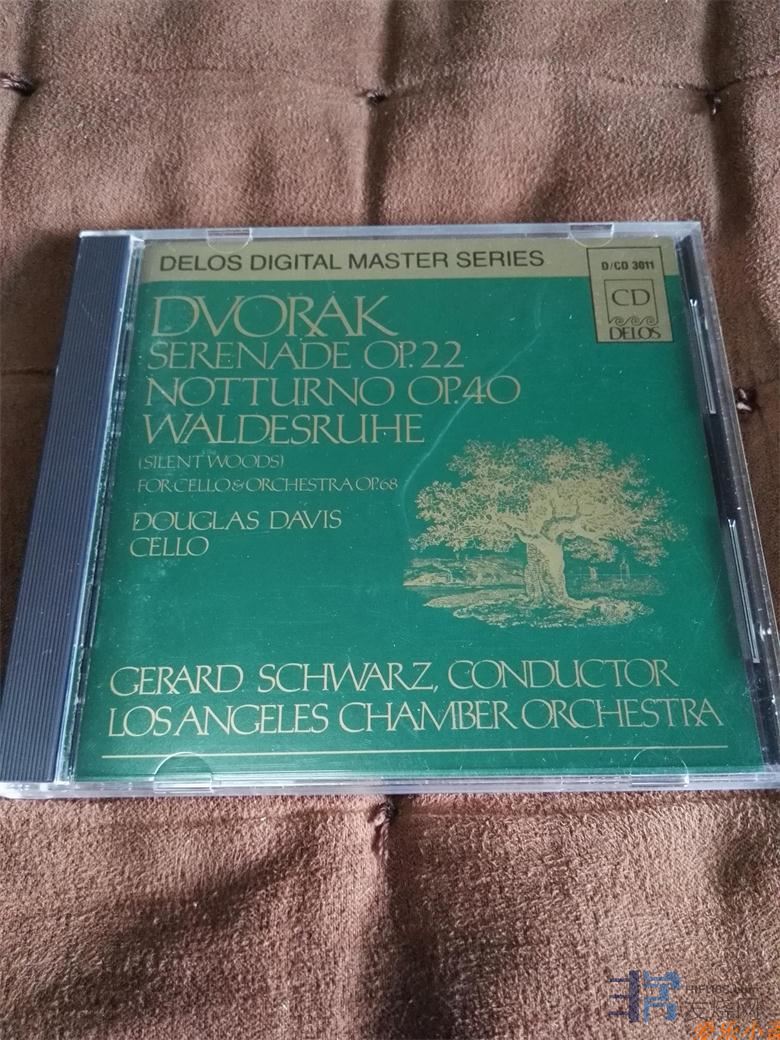 DELOS DIGITAL MASTER SERIES
D/CD 3011
CD
DELOS
DVORAK
SERENADE OP.22
NOTTURNO OP.40
WALDESRUHE
(SILENT WOODS)
FOR CELLO & ORCHESTRA OP.68
DOUGLAS DAVIS
CELLO
GERARD SCHWARZ, CONDUCTOR
LOS ANGELES CHAMBER ORCHESTRA